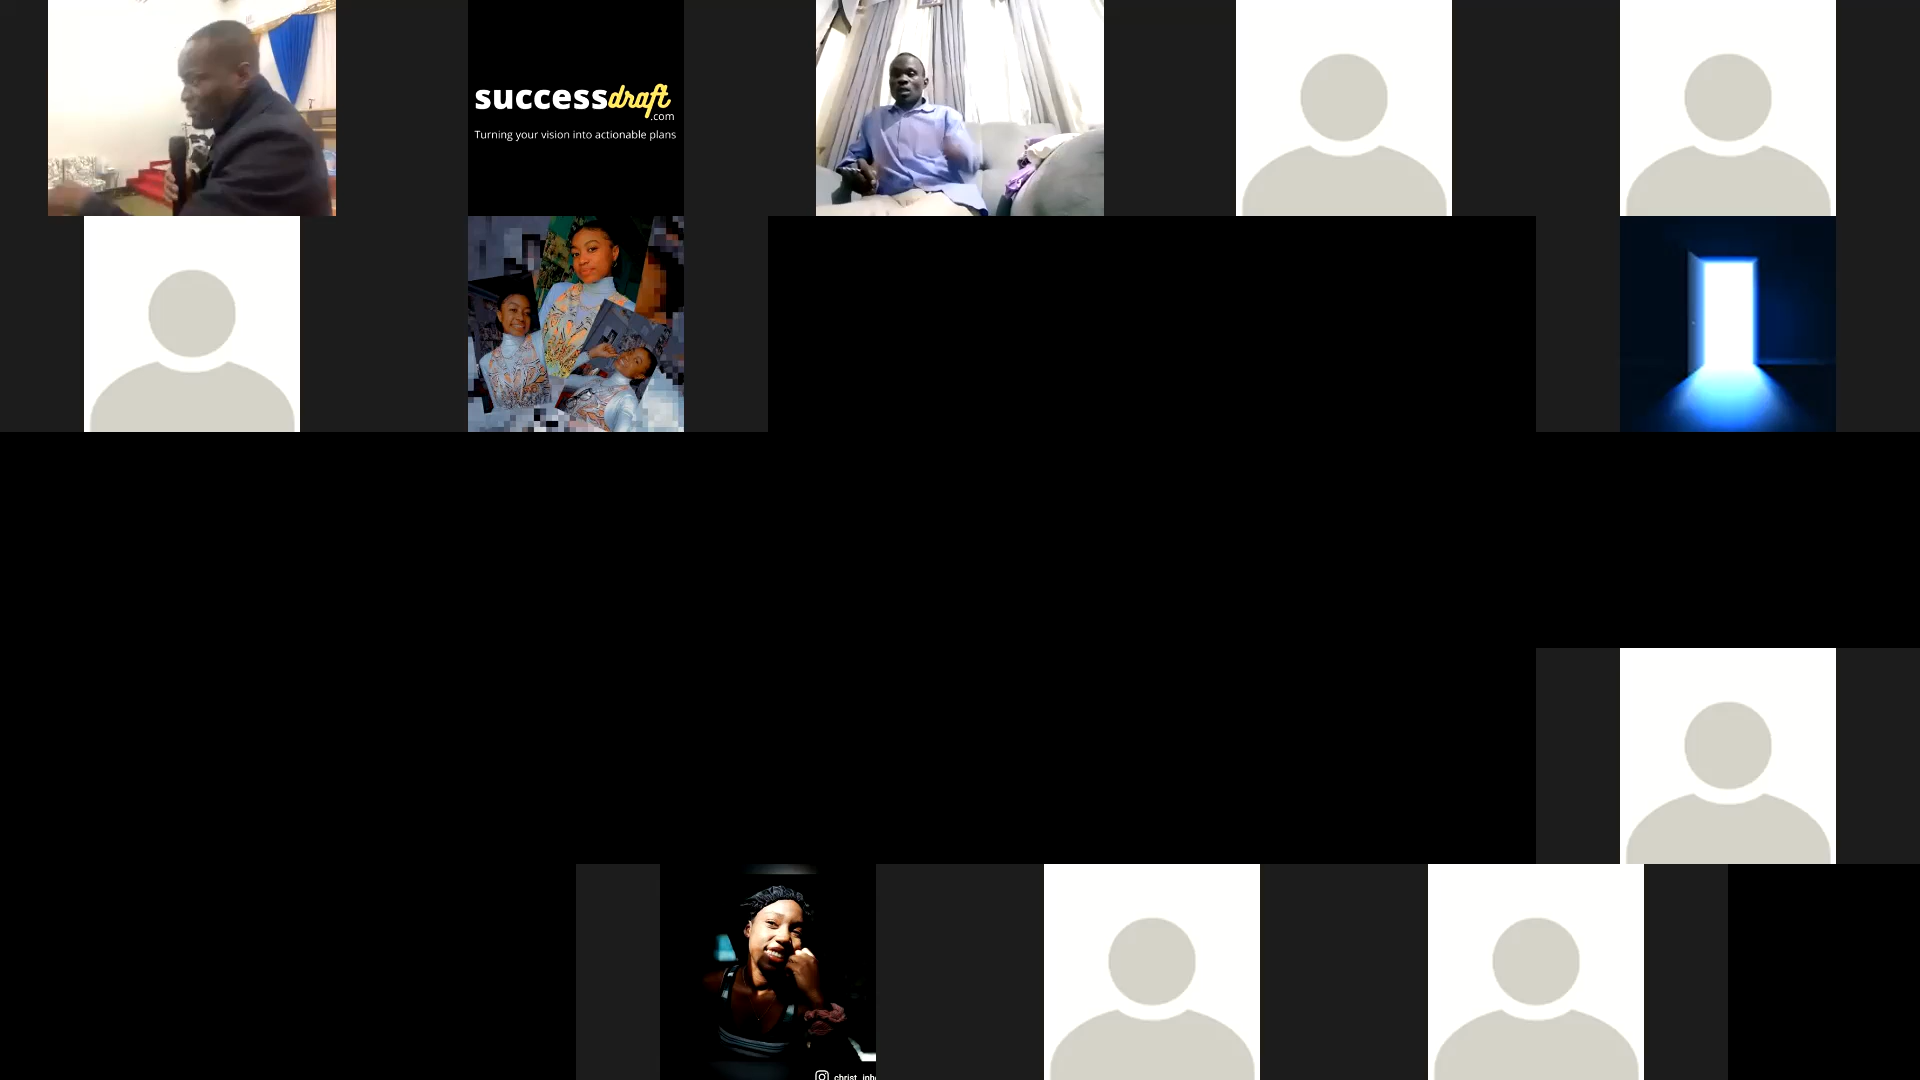 successdraft
.com
Turning your vision into actionable plans